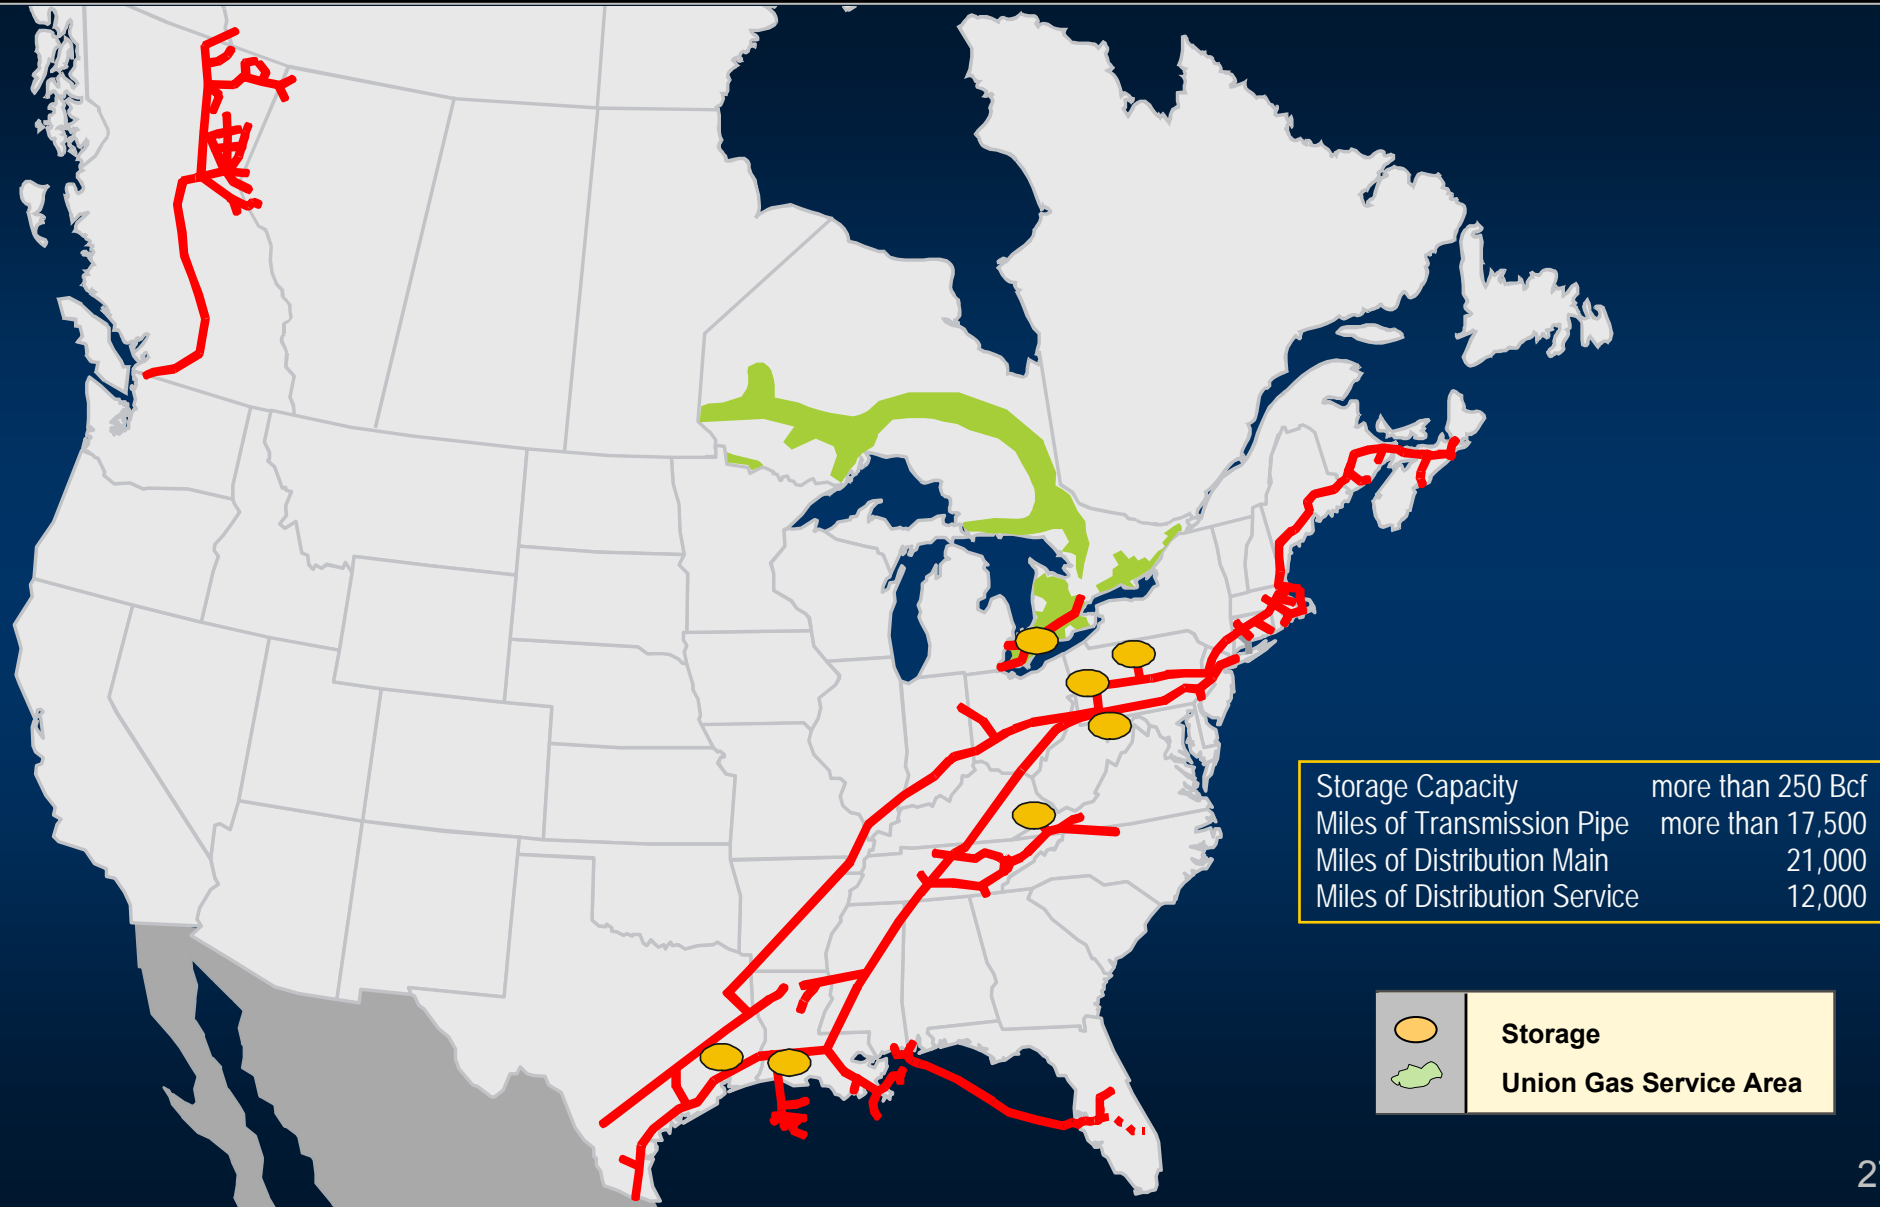 Storage Capacity more than 250 Bcf
Miles of Transmission Pipe more than 17,500
Miles of Distribution Main 21,000
Miles of Distribution Service 12,000
Storage
Union Gas Service Area